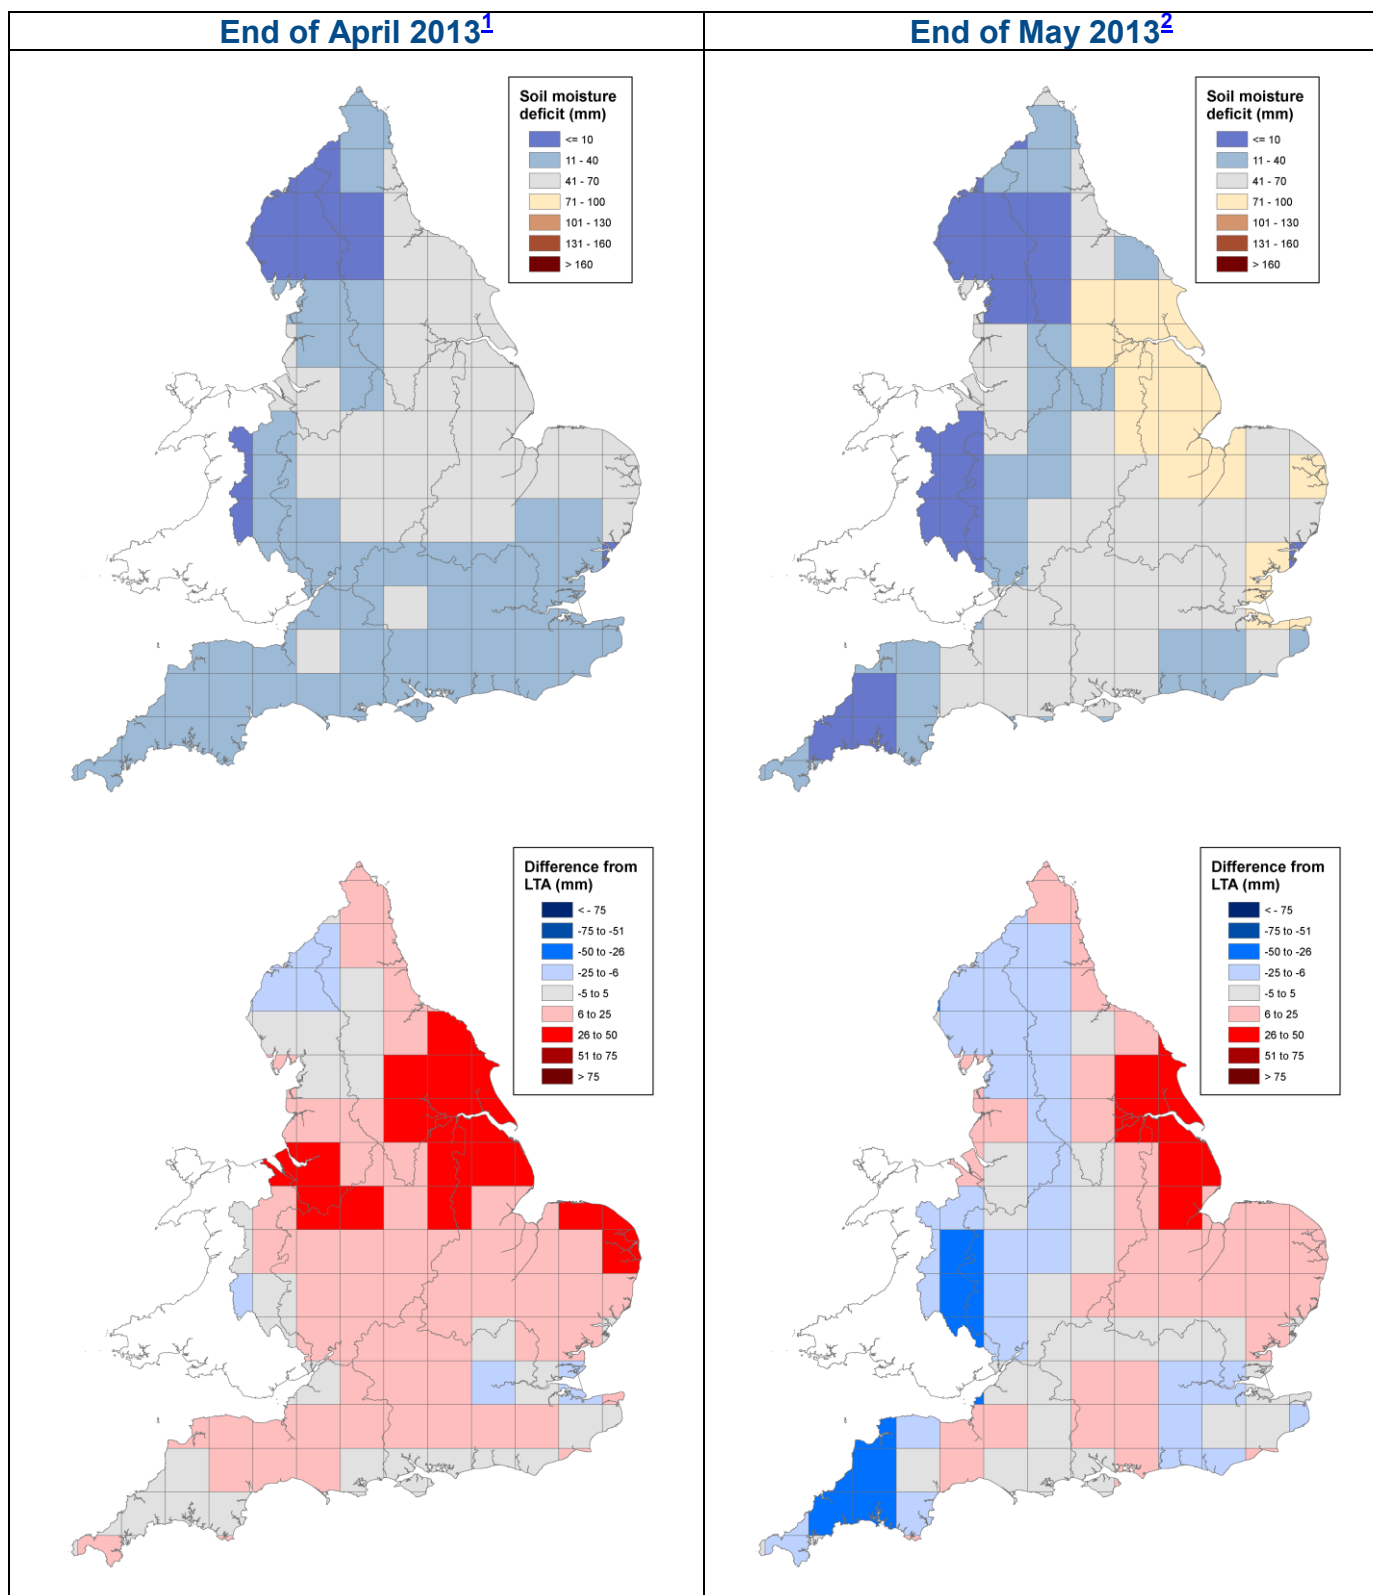 End of April 2013¹
End of May 2013²
Soil moisture
deficit (mm)
<= 10
11 - 40
41 - 70
71 - 100
101 - 130
131 - 160
> 160
Soil moisture
deficit (mm)
<= 10
11 - 40
41 - 70
71 - 100
101 - 130
131 - 160
> 160
Difference from
LTA (mm)
< - 75
-75 to -51
-50 to -26
-25 to -6
-5 to 5
6 to 25
26 to 50
51 to 75
> 75
Difference from
LTA (mm)
< - 75
-75 to -51
-50 to -26
-25 to -6
-5 to 5
6 to 25
26 to 50
51 to 75
> 75